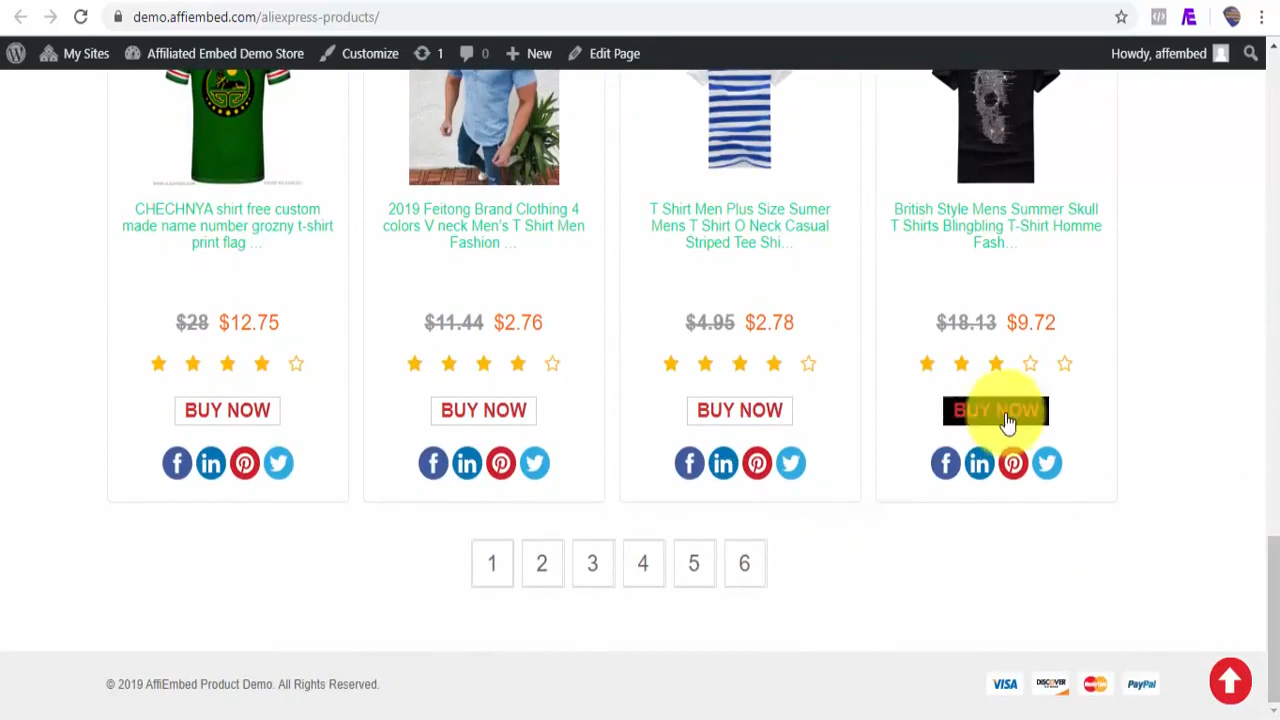 demo.affiembed.com/aliexpress-products/
My Sites Affiliated Embed Demo Store Customize 1 0 New Edit Page Howdy, affembed
CHECHNYA shirt free custom
made name number grozny t-shirt
print flag ...
2019 Feitong Brand Clothing 4
colors V neck Men's T Shirt Men
Fashion ...
T Shirt Men Plus Size Sumer
Mens T Shirt O Neck Casual
Striped Tee Shi...
British Style Mens Summer Skull
T Shirts Blingbling T-Shirt Homme
Fash...
$28 $12.75 $11.44 $2.76 $4.95 $2.78 $18.13 $9.72
BUY NOW BUY NOW BUY NOW BUY NOW
1 2 3 4 5 6
© 2019 AffiEmbed Product Demo. All Rights Reserved. VISA DISCOVER MasterCard PayPal